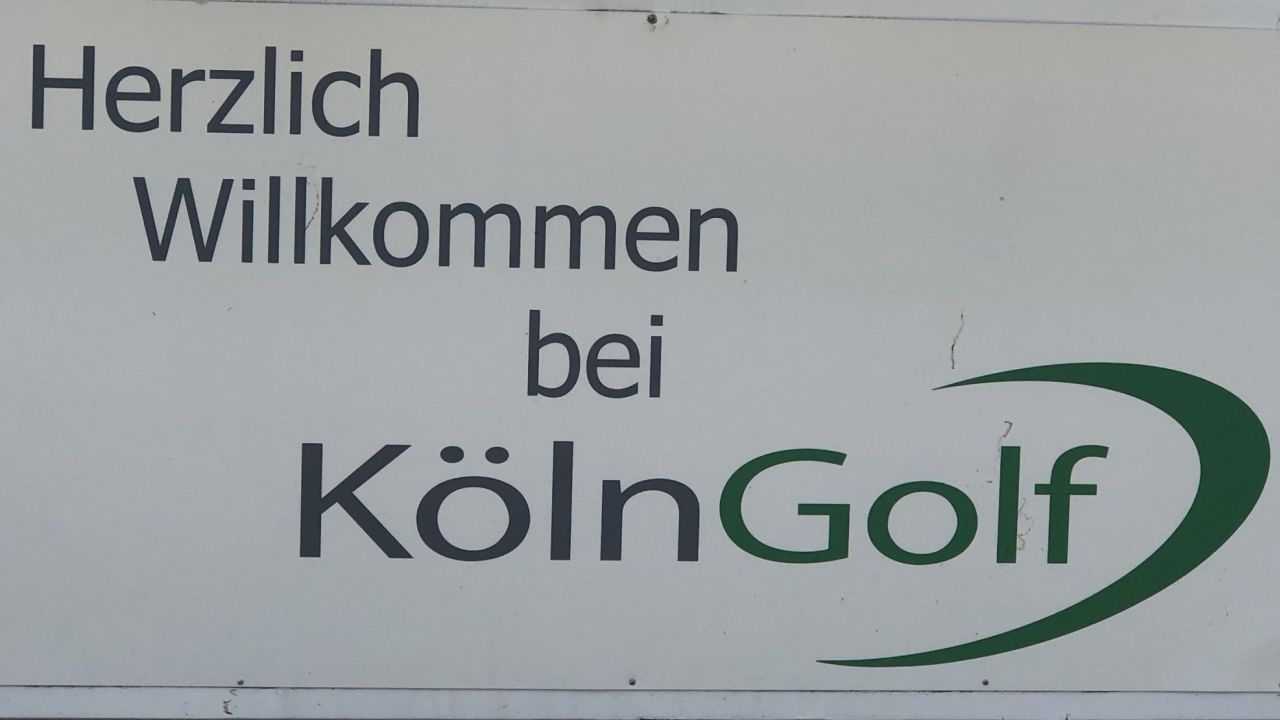 Herzlich
Willkommen
bei
KölnGolf